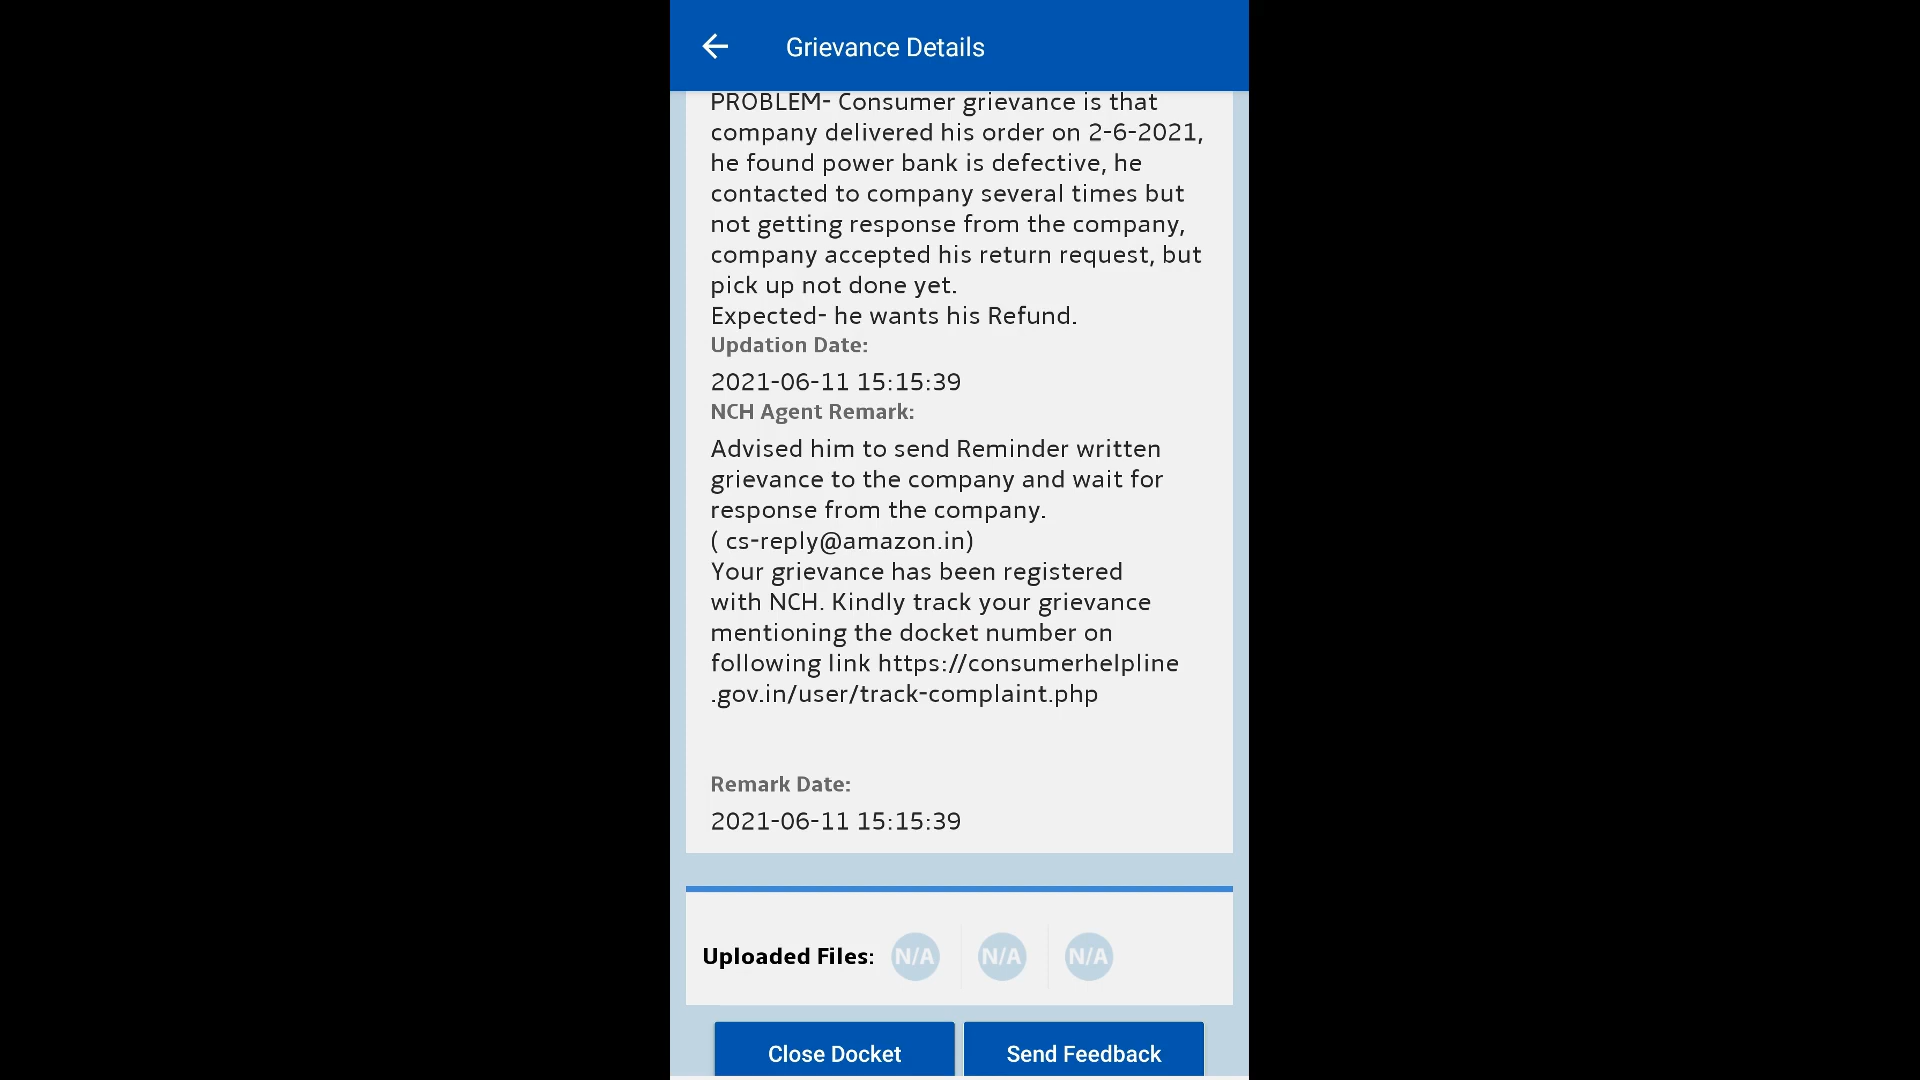 Grievance Details
PROBLEM- Consumer grievance is that
company delivered his order on 2-6-2021,
he found power bank is defective, he
contacted to company several times but
not getting response from the company,
company accepted his return request, but
pick up not done yet.
Expected- he wants his Refund.
Updation Date:
2021-06-11 15:15:39
NCH Agent Remark:
Advised him to send Reminder written
grievance to the company and wait for
response from the company.
( cs-reply@amazon.in)
Your grievance has been registered
with NCH. Kindly track your grievance
mentioning the docket number on
following link https://consumerhelpline
.gov.in/user/track-complaint.php
Remark Date:
2021-06-11 15:15:39
Uploaded Files: N/A N/A N/A
Close Docket Send Feedback